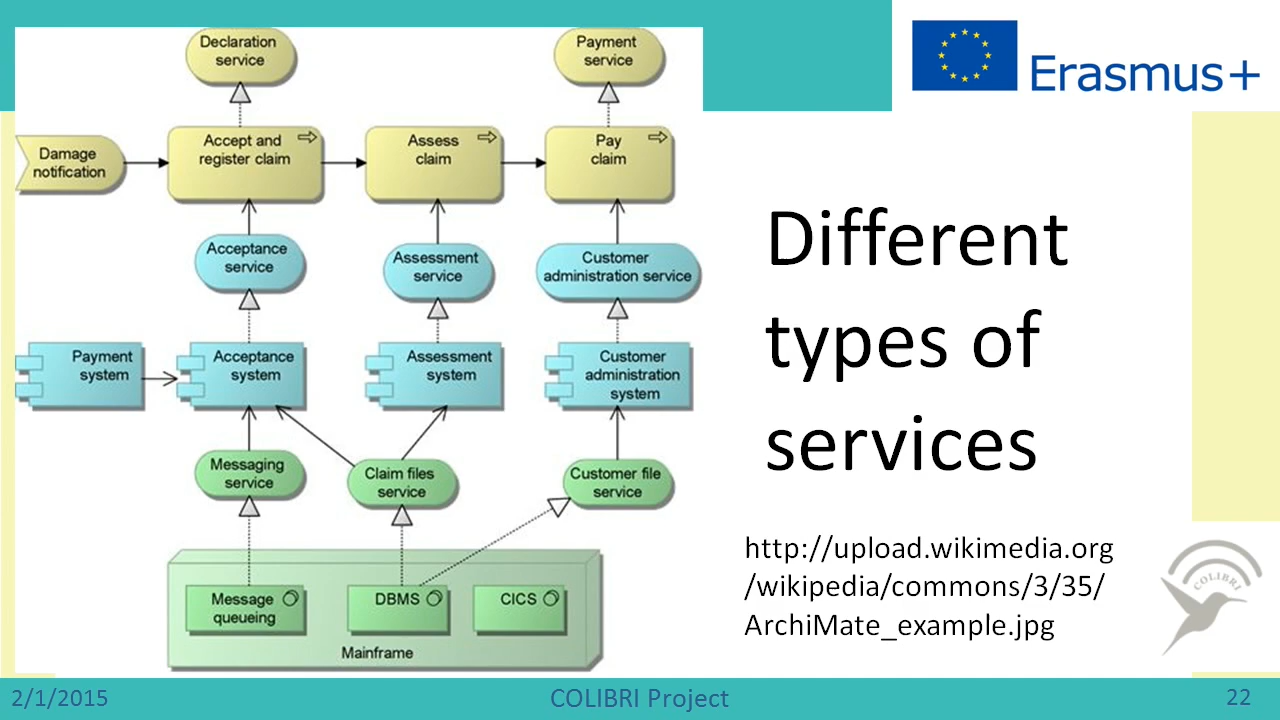 Declaration
service
Payment
service
Erasmus+
Damage
notification
Accept and
register claim
Assess
claim
Pay
claim
Acceptance
service
Assessment
service
Customer
administration service
Payment
system
Acceptance
system
Assessment
system
Customer
administration
system
Messaging
service
Claim files
service
Customer file
service
Message
queueing
DBMS
CICS
Mainframe
Different
types of
services
http://upload.wikimedia.org
/wikipedia/commons/3/35/
ArchiMate_example.jpg
COLIBRI
2/1/2015
COLIBRI Project
22